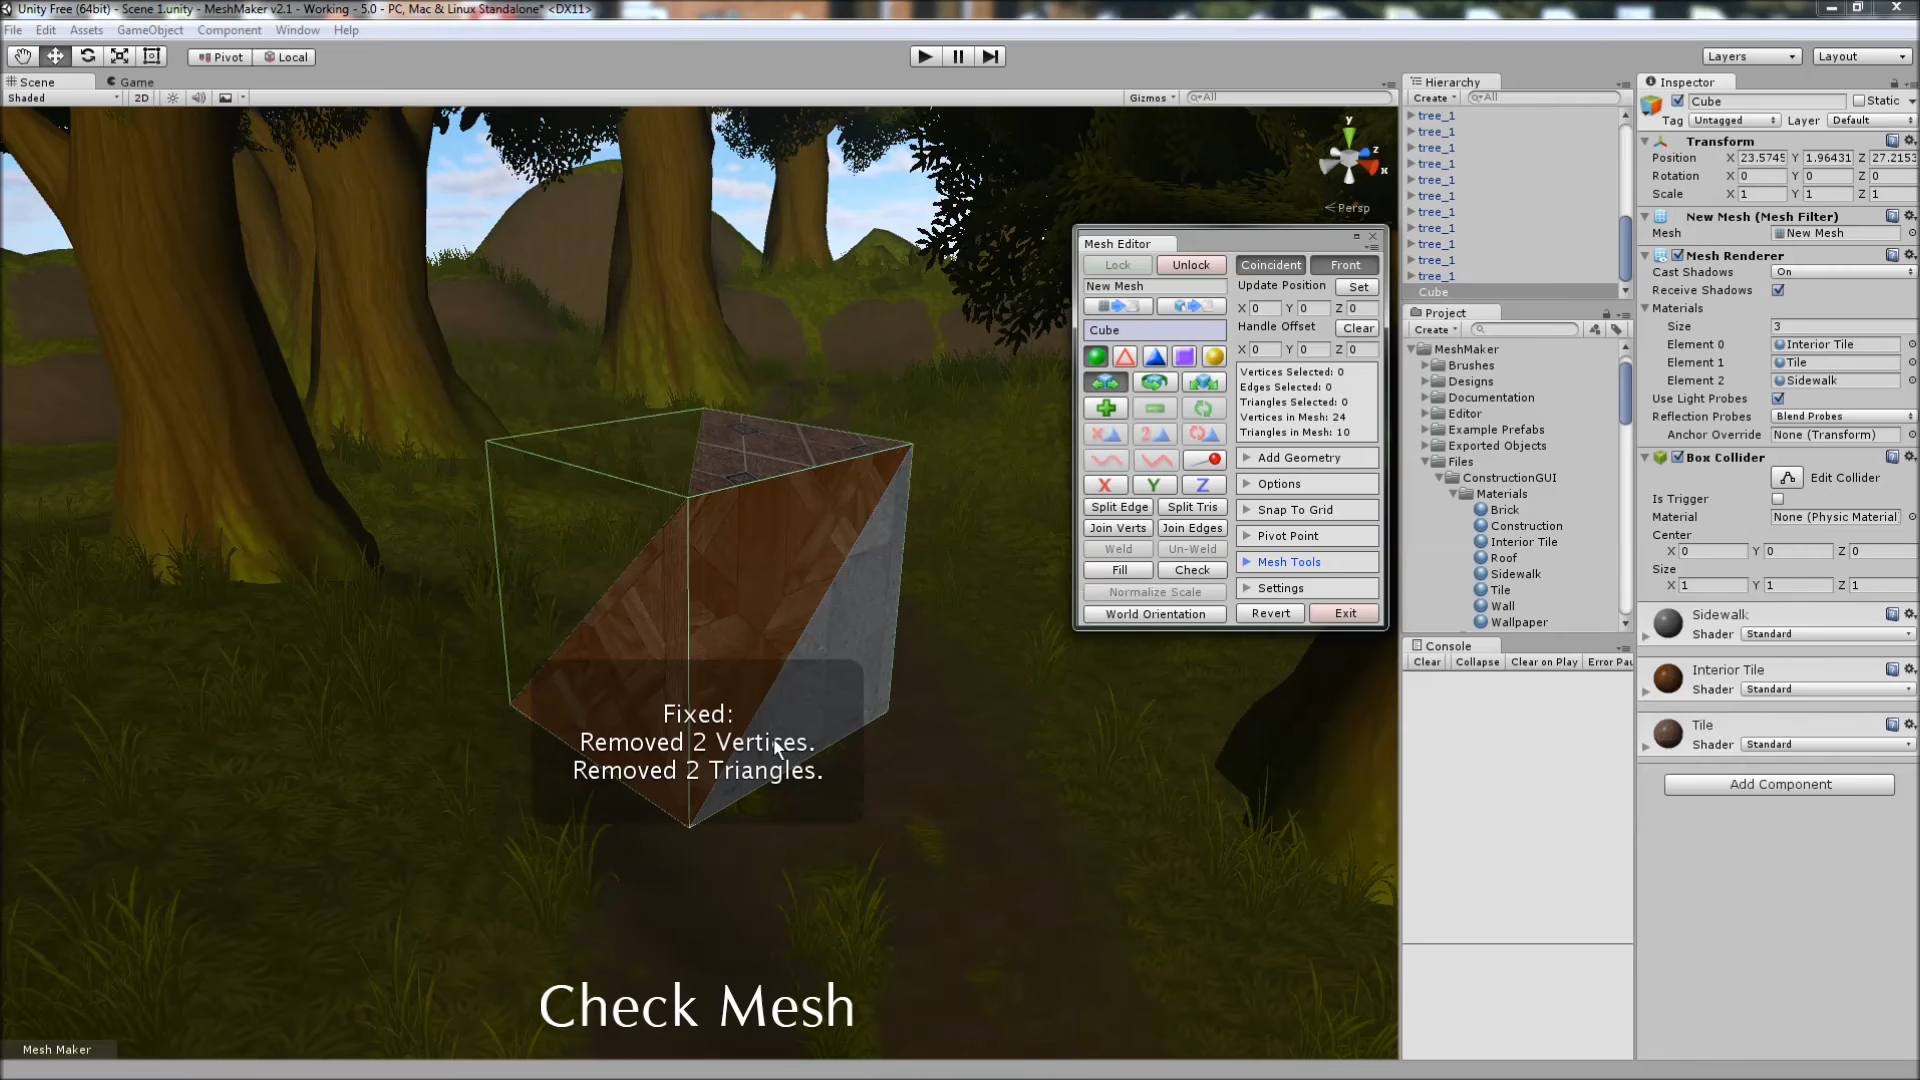 Unity Free (64bit) - Scene 1.unity - MeshMaker v2.1 - Working - 5.0 - PC, Mac & Linux Standalone* <DX11>
File Edit Assets GameObject Component Window Help
Pivot Local
Layers Layout
Scene Game
Shaded 2D Gizmos All
y
z
x
Persp
Mesh Editor
Lock Unlock Coincident Front
New Mesh
Update Position Set
X 0 Y 0 Z 0
Cube
Handle Offset Clear
X 0 Y 0 Z 0
Vertices Selected: 0
Edges Selected: 0
Triangles Selected: 0
Vertices in Mesh: 24
Triangles in Mesh: 10
Add Geometry
Options
Snap To Grid
Pivot Point
Mesh Tools
Settings
Revert Exit
2
X Y Z
Split Edge Split Tris
Join Verts Join Edges
Weld Un-Weld
Fill Check
Normalize Scale
World Orientation
Fixed:
Removed 2 Vertices.
Removed 2 Triangles.
Check Mesh
Mesh Maker
Hierarchy
Create All
tree_1
tree_1
tree_1
tree_1
tree_1
tree_1
tree_1
tree_1
tree_1
tree_1
tree_1
Cube
Project
Create
MeshMaker
Brushes
Designs
Documentation
Editor
Example Prefabs
Exported Objects
Files
ConstructionGUI
Materials
Brick
Construction
Interior Tile
Roof
Sidewalk
Tile
Wall
Wallpaper
Console
Clear Collapse Clear on Play Error Pau
Inspector
Cube Static
Tag Untagged Layer Default
Transform
Position X 23.5745 Y 1.96431 Z 27.2153
Rotation X 0 Y 0 Z 0
Scale X 1 Y 1 Z 1
New Mesh (Mesh Filter)
Mesh New Mesh
Mesh Renderer
Cast Shadows On
Receive Shadows
Materials
Size 3
Element 0 Interior Tile
Element 1 Tile
Element 2 Sidewalk
Use Light Probes
Reflection Probes Blend Probes
Anchor Override None (Transform)
Box Collider
Edit Collider
Is Trigger
Material None (Physic Material)
Center
X 0 Y 0 Z 0
Size
X 1 Y 1 Z 1
Sidewalk
Shader Standard
Interior Tile
Shader Standard
Tile
Shader Standard
Add Component